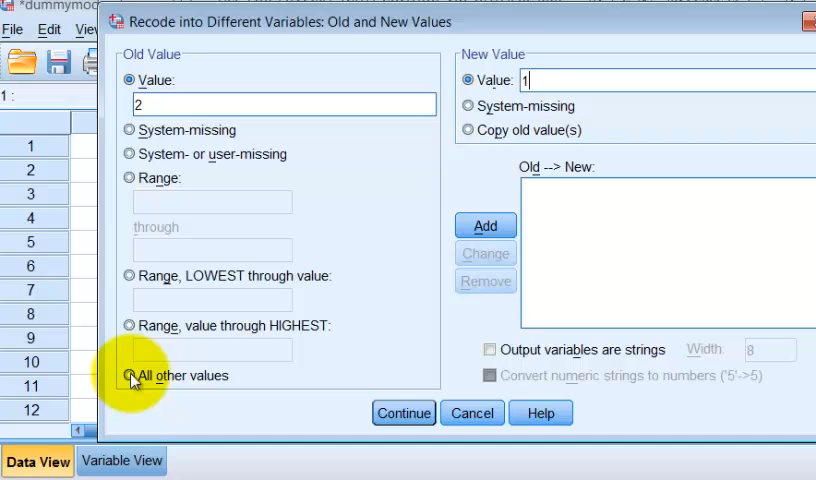 *dummymod
Recode into Different Variables: Old and New Values
File Edit View
1 :
Old Value
Value:
2
System-missing
System- or user-missing
Range:
through
Range, LOWEST through value:
Range, value through HIGHEST:
All other values
New Value
Value: 1
System-missing
Copy old value(s)
Old --> New:
Add
Change
Remove
Output variables are strings Width: 8
Convert numeric strings to numbers ('5'->5)
Continue Cancel Help
1
2
3
4
5
6
7
8
9
10
11
12
Data View Variable View